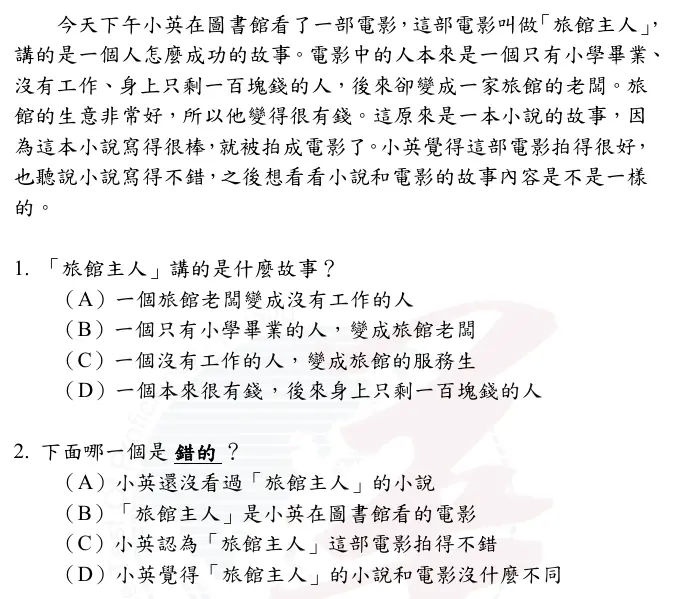 今天下午小英在圖書館看了一部電影，這部電影叫做「旅館主人」，
講的是一個人怎麼成功的故事。電影中的人本來是一個只有小學畢業、
沒有工作、身上只剩一百塊錢的人，後來卻變成一家旅館的老闆。旅
館的生意非常好，所以他變得很有錢。這原來是一本小說的故事，因
為這本小說寫得很棒，就被拍成電影了。小英覺得這部電影拍得很好，
也聽說小說寫得不錯，之後想看看小說和電影的故事內容是不是一樣
的。
1. 「旅館主人」講的是什麼故事？
（A）一個旅館老闆變成沒有工作的人
（B）一個只有小學畢業的人，變成旅館老闆
（C）一個沒有工作的人，變成旅館的服務生
（D）一個本來很有錢，後來身上只剩一百塊錢的人
2. 下面哪一個是 錯的 ？
（A）小英還沒看過「旅館主人」的小說
（B）「旅館主人」是小英在圖書館看的電影
（C）小英認為「旅館主人」這部電影拍得不錯
（D）小英覺得「旅館主人」的小說和電影沒什麼不同